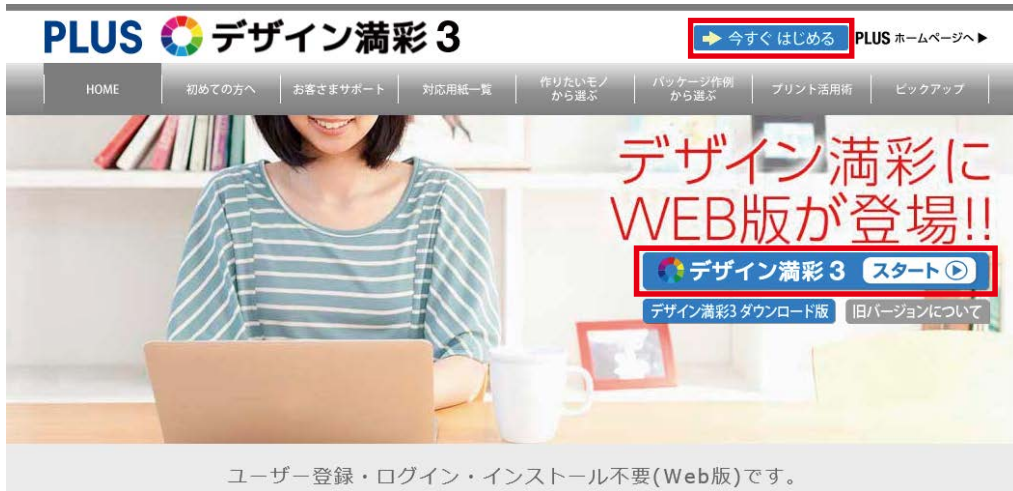 PLUS デザイン満彩3
今すぐ はじめる
PLUS ホームページへ▶
HOME
初めての方へ
お客さまサポート
対応用紙一覧
作りたいモノ
から選ぶ
パッケージ作例
から選ぶ
プリント活用術
ピックアップ
デザイン満彩に
WEB版が登場!!
デザイン満彩3 スタート
デザイン満彩3 ダウンロード版
旧バージョンについて
ユーザー登録・ログイン・インストール不要(Web版)です。